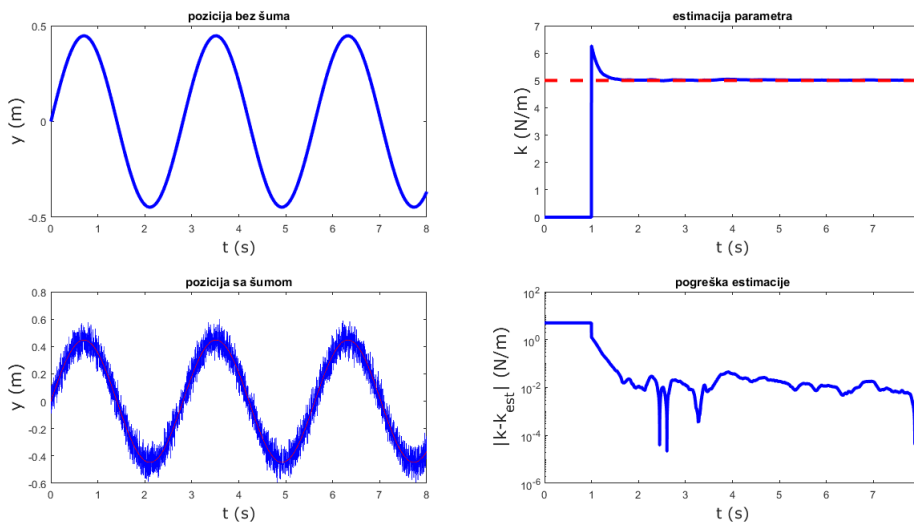 pozicija bez šuma
0.5
0
-0.5
y (m)
0 1 2 3 4 5 6 7 8
t (s)
estimacija parametra
7
6
5
4
3
2
1
0
k (N/m)
0 1 2 3 4 5 6 7
t (s)
pozicija sa šumom
0.8
0.6
0.4
0.2
0
-0.2
-0.4
-0.6
y (m)
0 1 2 3 4 5 6 7 8
t (s)
pogreška estimacije
10^2
10^0
10^-2
10^-4
10^-6
|k-k_est| (N/m)
0 1 2 3 4 5 6 7
t (s)